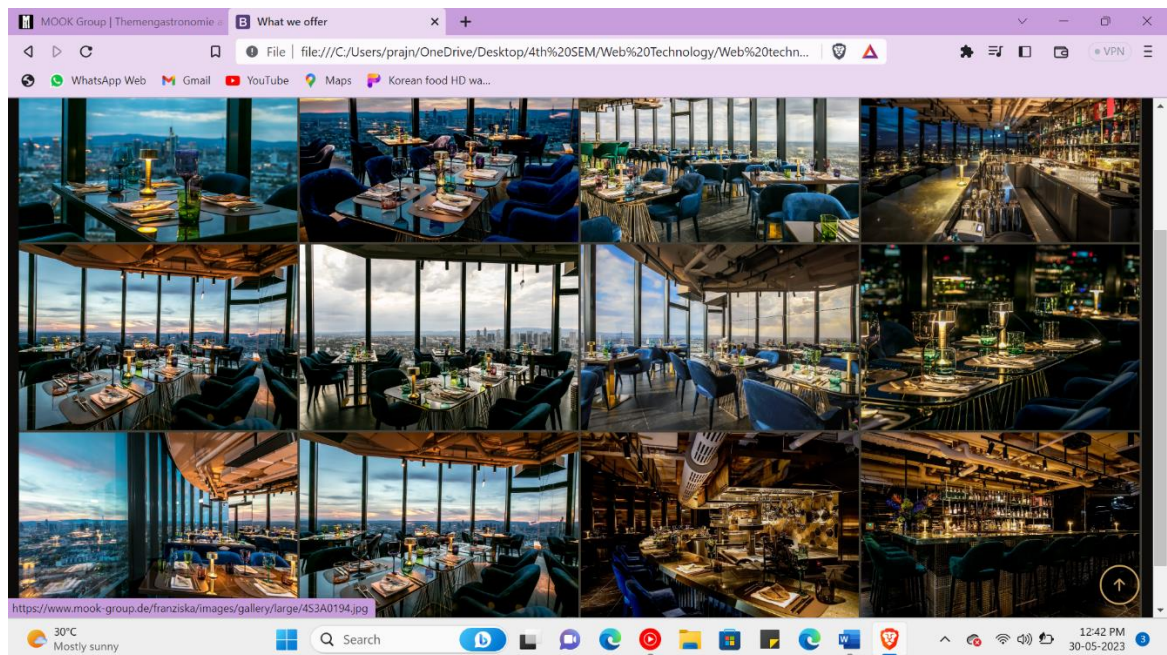 MOOK Group | Themengastronomie
What we offer
File | file:///C:/Users/prajn/OneDrive/Desktop/4th%20SEM/Web%20Technology/Web%20techn...
VPN
WhatsApp Web Gmail YouTube Maps Korean food HD wa...
https://www.mook-group.de/franziska/images/gallery/large/4S3A0194.jpg
30°C
Mostly sunny
Search
12:42 PM
30-05-2023
3